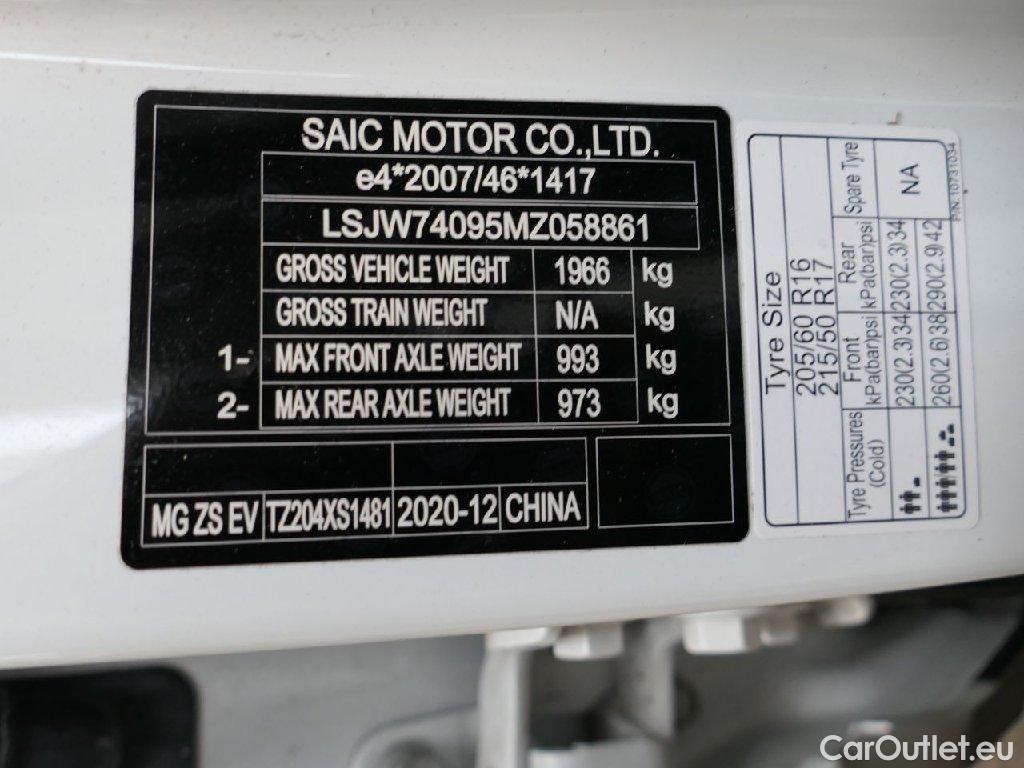 SAIC MOTOR CO.,LTD.
e4*2007/46*1417
LSJW74095MZ058861
GROSS VEHICLE WEIGHT 1966 kg
GROSS TRAIN WEIGHT N/A kg
1- MAX FRONT AXLE WEIGHT 993 kg
2- MAX REAR AXLE WEIGHT 973 kg
MG ZS EV TZ204XS1481 2020-12 CHINA
Tyre Size
205/60 R16
215/50 R17
Tyre Pressures (Cold)
Front kPa(bar)psi
Rear kPa(bar)psi
Spare Tyre
230(2.3)34 230(2.3)34 NA
260(2.6)38 290(2.9)42
P/N:10731034
CarOutlet.eu